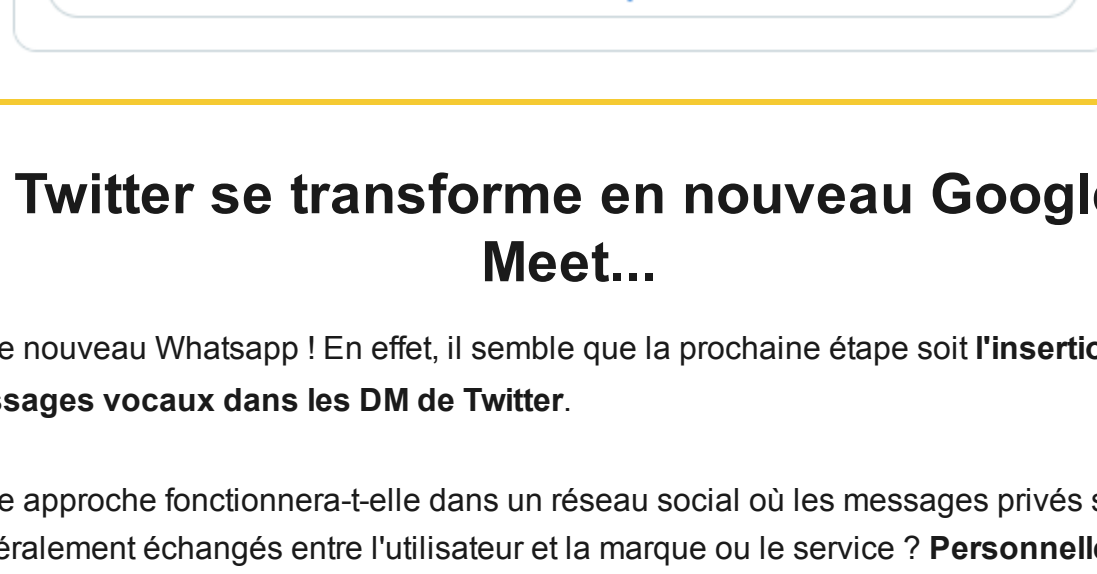 Twitter se transforme en nouveau Google
Meet...
e nouveau Whatsapp ! En effet, il semble que la prochaine étape soit l'insertio
ssages vocaux dans les DM de Twitter.
e approche fonctionnera-t-elle dans un réseau social où les messages privés s
éralement échangés entre l'utilisateur et la marque ou le service ? Personnelle